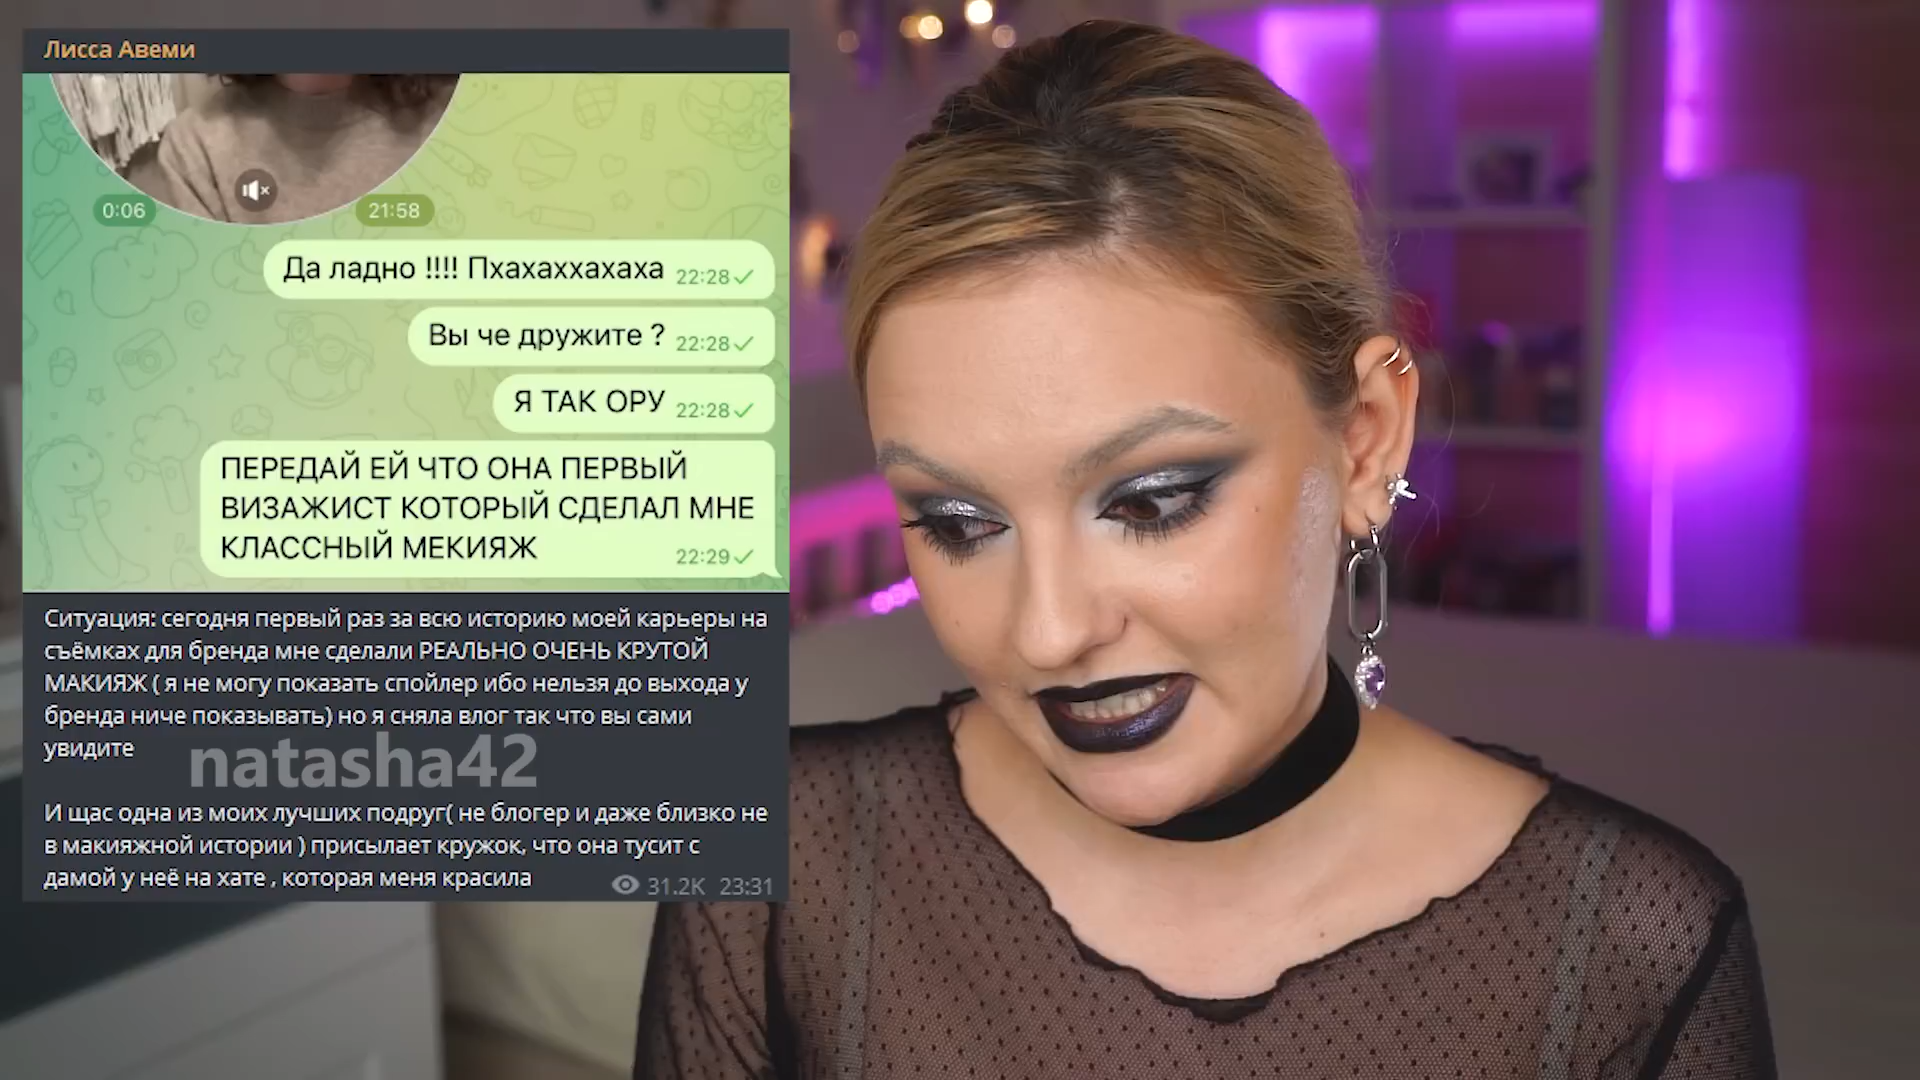 Лисса Авеми
0:06
21:58
Да ладно !!!! Пхахаххахаха 22:28
Вы че дружите ? 22:28
Я ТАК ОРУ 22:28
ПЕРЕДАЙ ЕЙ ЧТО ОНА ПЕРВЫЙ
ВИЗАЖИСТ КОТОРЫЙ СДЕЛАЛ МНЕ
КЛАССНЫЙ МЕКИЯЖ 22:29
Ситуация: сегодня первый раз за всю историю моей карьеры на
съёмках для бренда мне сделали РЕАЛЬНО ОЧЕНЬ КРУТОЙ
МАКИЯЖ ( я не могу показать спойлер ибо нельзя до выхода у
бренда ниче показывать) но я сняла влог так что вы сами
увидите
natasha42
И щас одна из моих лучших подруг( не блогер и даже близко не
в макияжной истории ) присылает кружок, что она тусит с
дамой у неё на хате , которая меня красила 31.2K 23:31